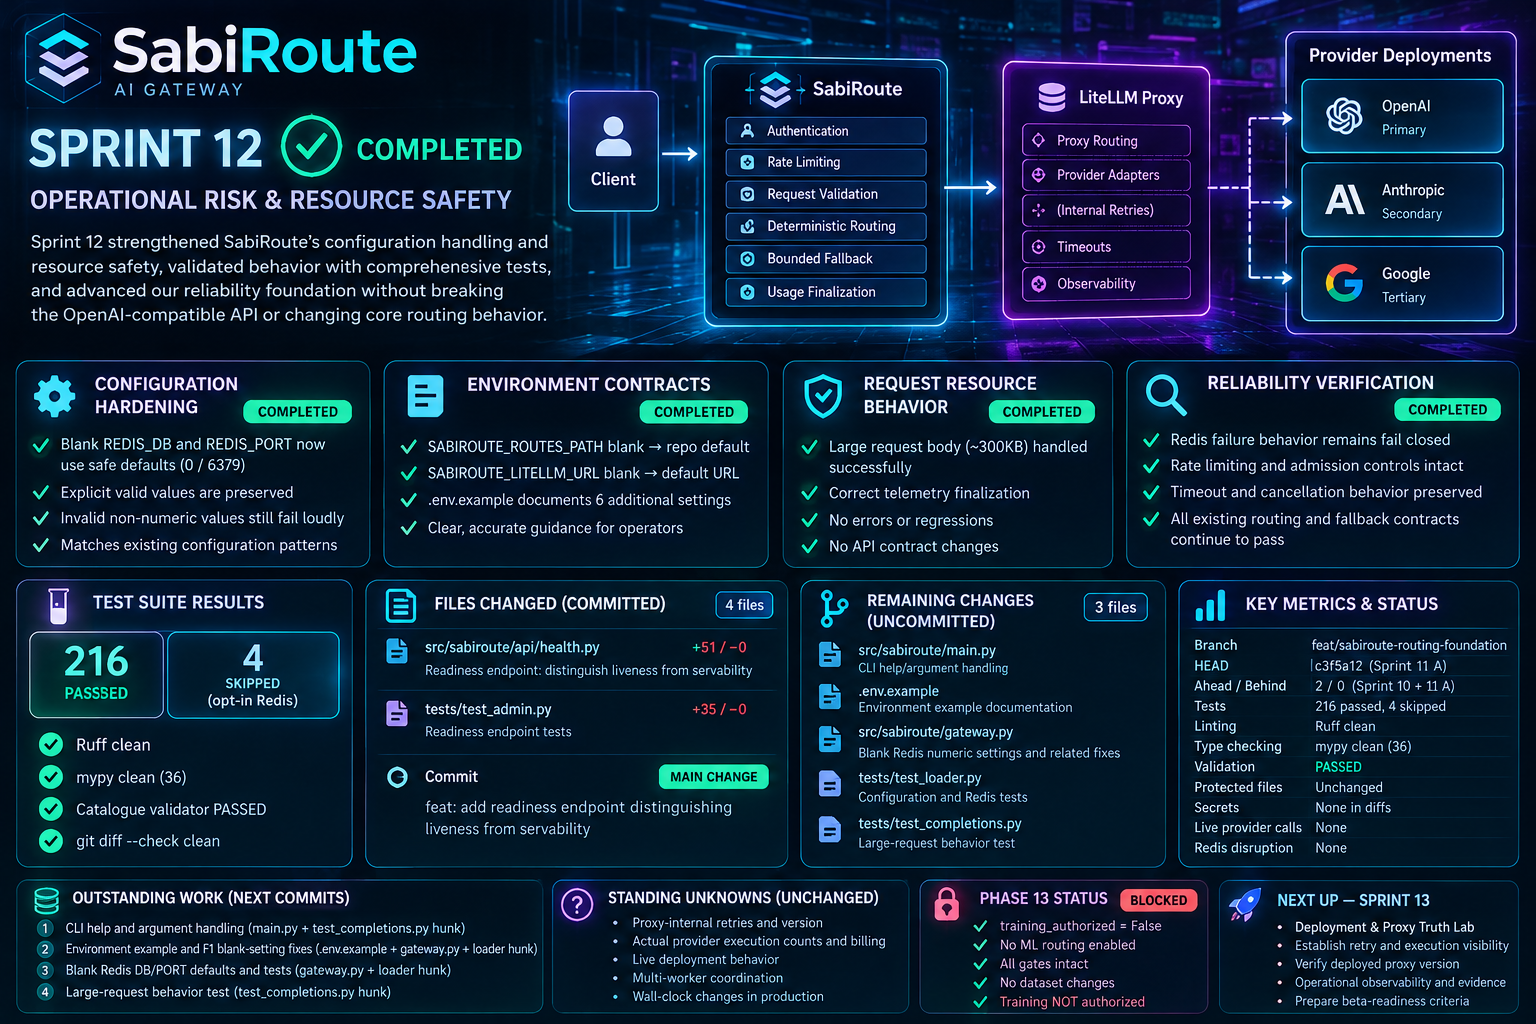 SabiRoute
AI GATEWAY
SPRINT 12 COMPLETED
OPERATIONAL RISK & RESOURCE SAFETY
Sprint 12 strengthened SabiRoute's configuration handling and
resource safety, validated behavior with comprehenesive tests,
and advanced our reliability foundation without breaking
the OpenAI-compatible API or changing core routing behavior.
Client
SabiRoute
Authentication
Rate Limiting
Request Validation
Deterministic Routing
Bounded Fallback
Usage Finalization
LiteLLM Proxy
Proxy Routing
Provider Adapters
(Internal Retries)
Timeouts
Observability
Provider Deployments
OpenAI
Primary
Anthropic
Secondary
Google
Tertiary
CONFIGURATION
HARDENING
COMPLETED
Blank REDIS_DB and REDIS_PORT now
use safe defaults (0 / 6379)
Explicit valid values are preserved
Invalid non-numeric values still fail loudly
Matches existing configuration patterns
ENVIRONMENT CONTRACTS
COMPLETED
SABIROUTE_ROUTES_PATH blank → repo default
SABIROUTE_LITELLM_URL blank → default URL
.env.example documents 6 additional settings
Clear, accurate guidance for operators
REQUEST RESOURCE
BEHAVIOR
COMPLETED
Large request body (~300KB) handled
successfully
Correct telemetry finalization
No errors or regressions
No API contract changes
RELIABILITY VERIFICATION
COMPLETED
Redis failure behavior remains fail closed
Rate limiting and admission controls intact
Timeout and cancellation behavior preserved
All existing routing and fallback contracts
continue to pass
TEST SUITE RESULTS
216
PASSSED
4
SKIPPED
(opt-in Redis)
Ruff clean
mypy clean (36)
Catalogue validator PASSED
git diff --check clean
FILES CHANGED (COMMITTED)
4 files
src/sabiroute/api/health.py +51 / −0
Readiness endpoint: distinguish liveness from servability
tests/test_admin.py +35 / −0
Readiness endpoint tests
Commit
MAIN CHANGE
feat: add readiness endpoint distinguishing
liveness from servability
REMAINING CHANGES
(UNCOMMITTED)
3 files
src/sabiroute/main.py
CLI help/argument handling
.env.example
Environment example documentation
src/sabiroute/gateway.py
Blank Redis numeric settings and related fixes
tests/test_loader.py
Configuration and Redis tests
tests/test_completions.py
Large-request behavior test
KEY METRICS & STATUS
Branch feat/sabiroute-routing-foundation
HEAD c3f5a12 (Sprint 11 A)
Ahead / Behind 2 / 0 (Sprint 10 + 11 A)
Tests 216 passed, 4 skipped
Linting Ruff clean
Type checking mypy clean (36)
Validation PASSED
Protected files Unchanged
Secrets None in diffs
Live provider calls None
Redis disruption None
OUTSTANDING WORK (NEXT COMMITS)
1 CLI help and argument handling (main.py + test_completions.py hunk)
2 Environment example and F1 blank-setting fixes (.env.example + gateway.py + loader hunk)
3 Blank Redis DB/PORT defaults and tests (gateway.py + loader hunk)
4 Large-request behavior test (test_completions.py hunk)
STANDING UNKNOWNS (UNCHANGED)
• Proxy-internal retries and version
• Actual provider execution counts and billing
• Live deployment behavior
• Multi-worker coordination
• Wall-clock changes in production
PHASE 13 STATUS
BLOCKED
training_authorized = False
No ML routing enabled
All gates intact
No dataset changes
Training NOT authorized
NEXT UP — SPRINT 13
• Deployment & Proxy Truth Lab
• Establish retry and execution visibility
• Verify deployed proxy version
• Operational observability and evidence
• Prepare beta-readiness criteria